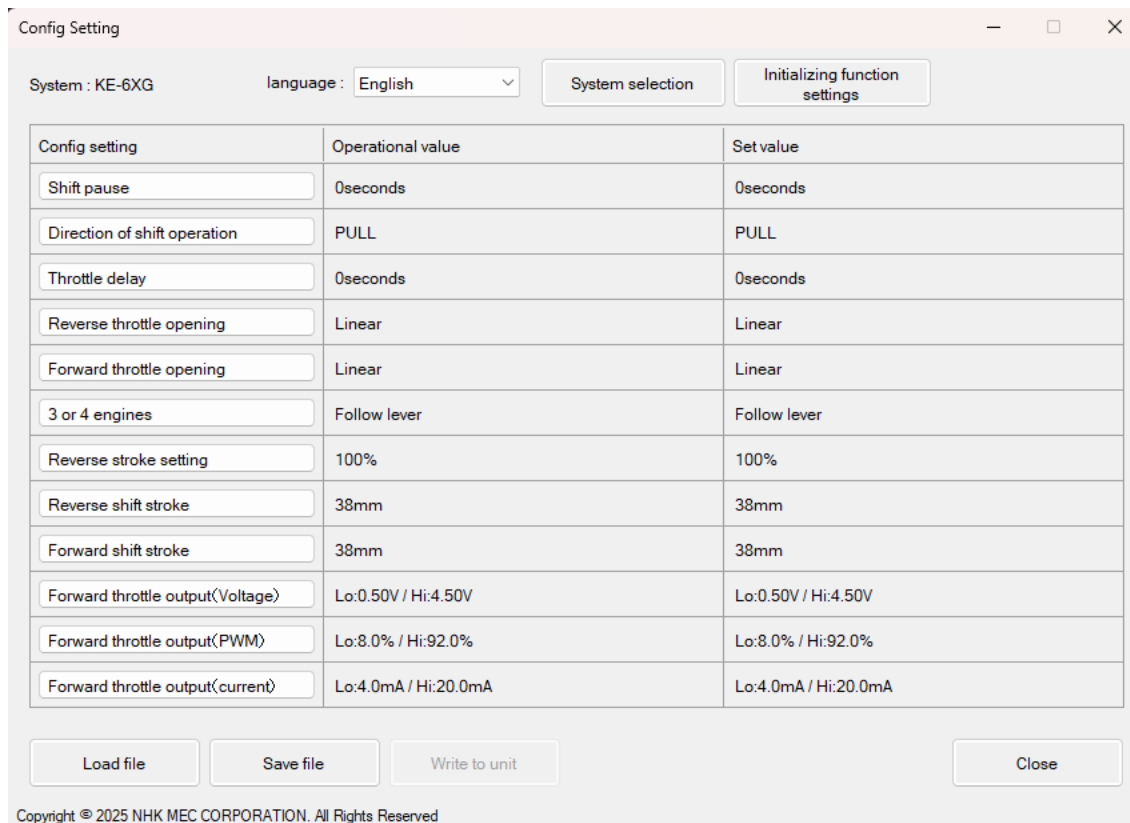 Config Setting
System : KE-6XG language : English System selection Initializing function settings
Config setting Operational value Set value
Shift pause 0seconds 0seconds
Direction of shift operation PULL PULL
Throttle delay 0seconds 0seconds
Reverse throttle opening Linear Linear
Forward throttle opening Linear Linear
3 or 4 engines Follow lever Follow lever
Reverse stroke setting 100% 100%
Reverse shift stroke 38mm 38mm
Forward shift stroke 38mm 38mm
Forward throttle output(Voltage) Lo:0.50V / Hi:4.50V Lo:0.50V / Hi:4.50V
Forward throttle output(PWM) Lo:8.0% / Hi:92.0% Lo:8.0% / Hi:92.0%
Forward throttle output(current) Lo:4.0mA / Hi:20.0mA Lo:4.0mA / Hi:20.0mA
Load file Save file Write to unit Close
Copyright © 2025 NHK MEC CORPORATION. All Rights Reserved